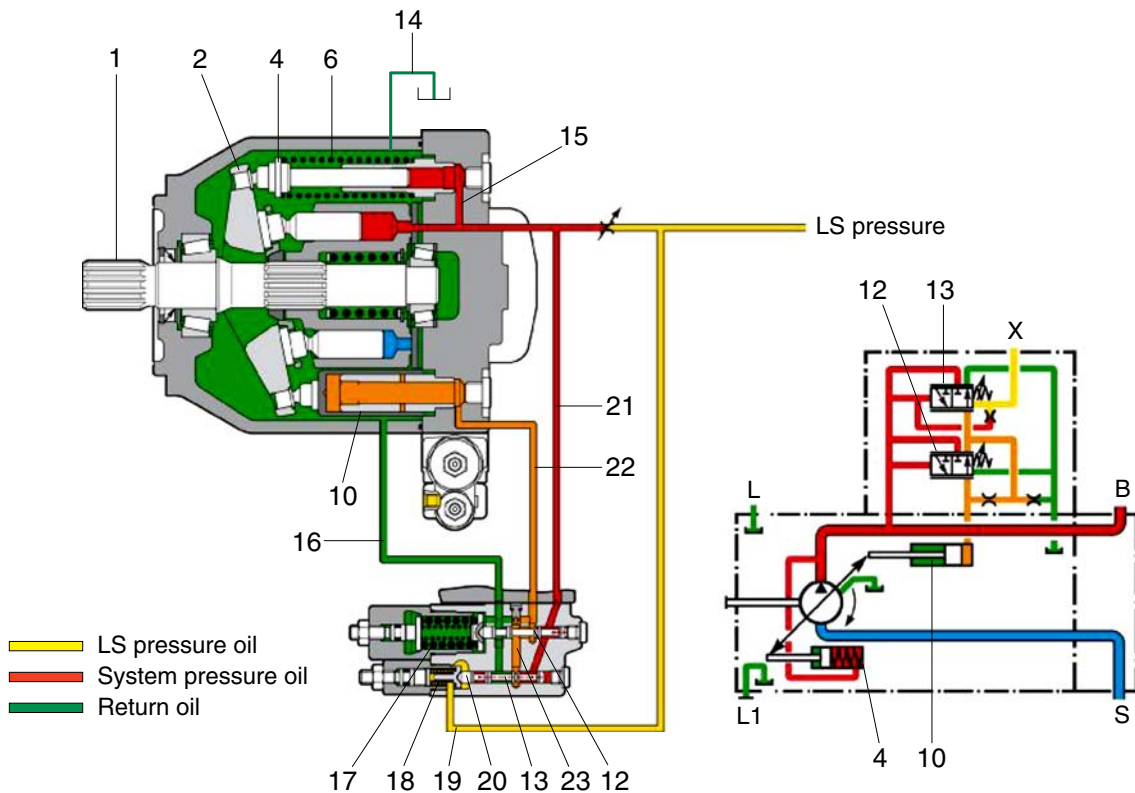 14
1 2 4 6
15
LS pressure
12 13 X
21
22
10
L B
16
LS pressure oil
System pressure oil
Return oil
L1 S
17 18 19 20 13 23 12 4 10